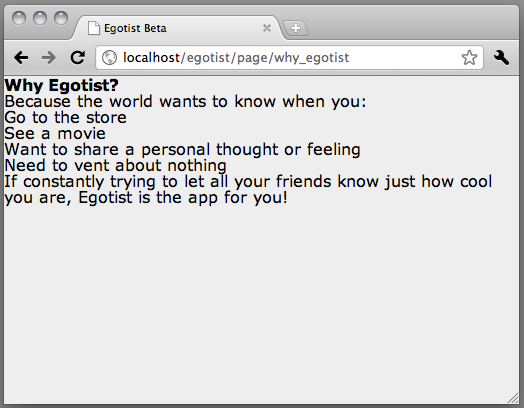 Egotist Beta
localhost/egotist/page/why_egotist
Why Egotist?
Because the world wants to know when you:
Go to the store
See a movie
Want to share a personal thought or feeling
Need to vent about nothing
If constantly trying to let all your friends know just how cool
you are, Egotist is the app for you!